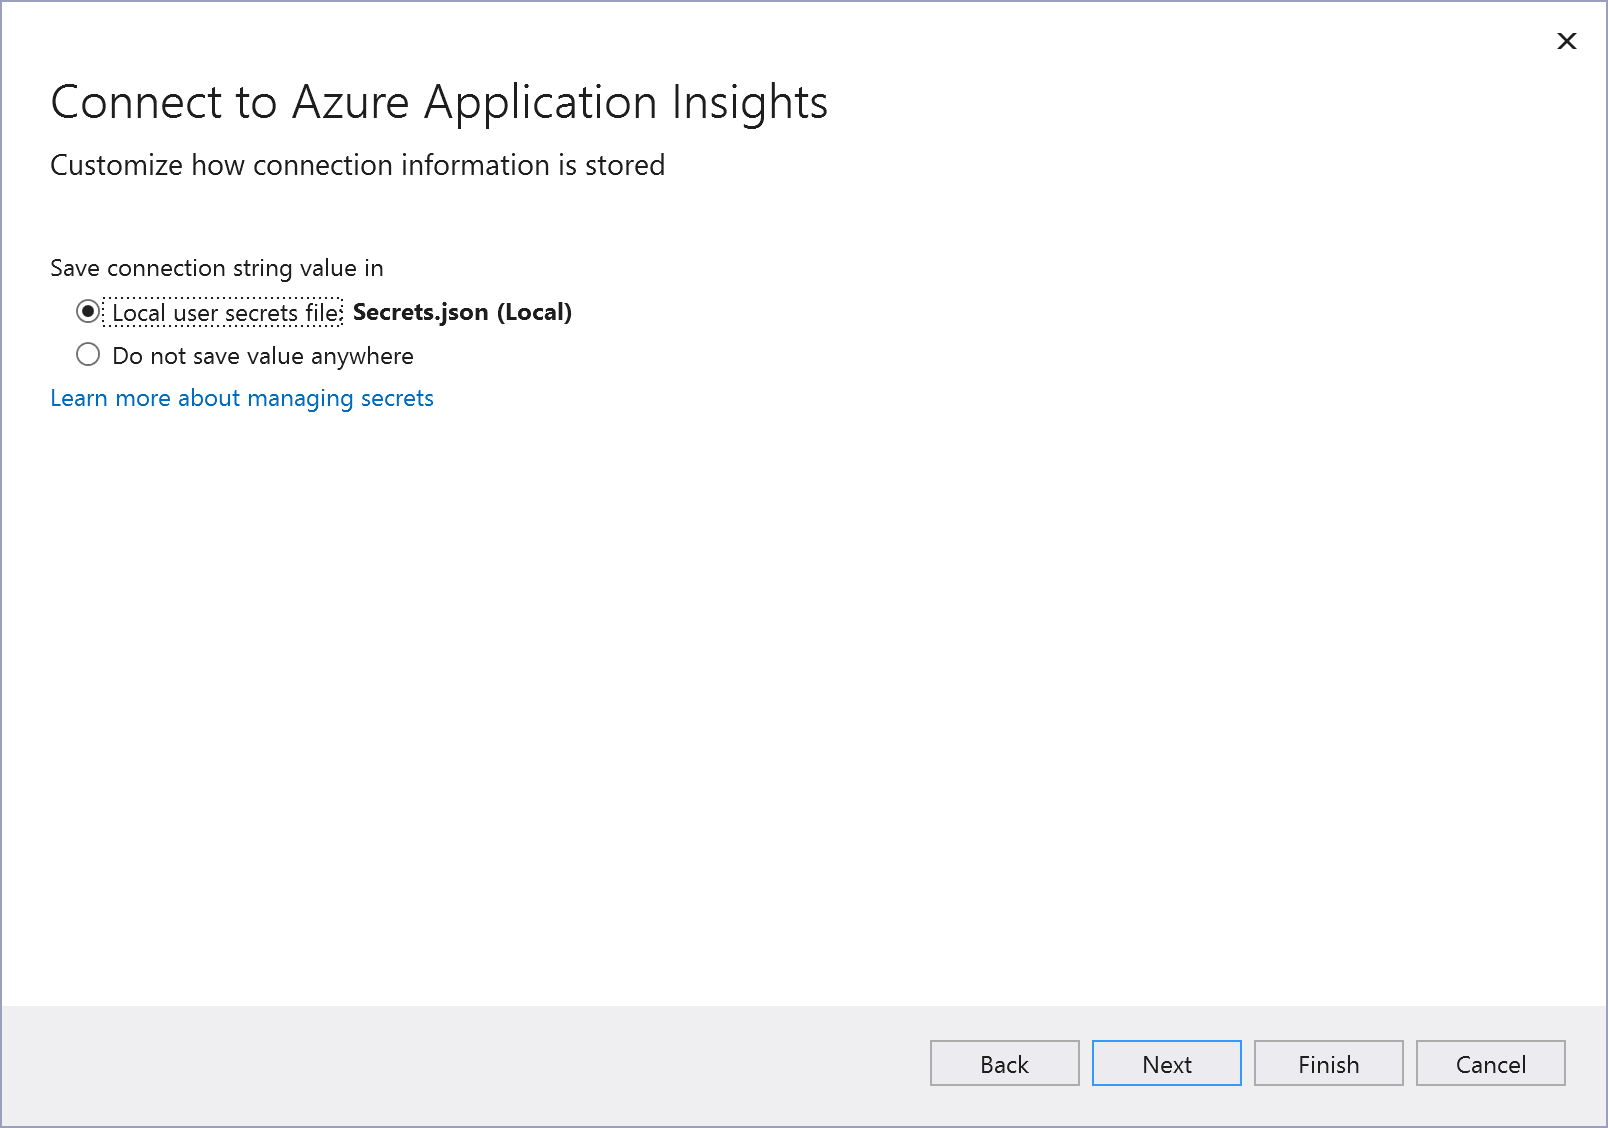 Connect to Azure Application Insights
Customize how connection information is stored
Save connection string value in
Local user secrets file: Secrets.json (Local)
Do not save value anywhere
Learn more about managing secrets
Back Next Finish Cancel